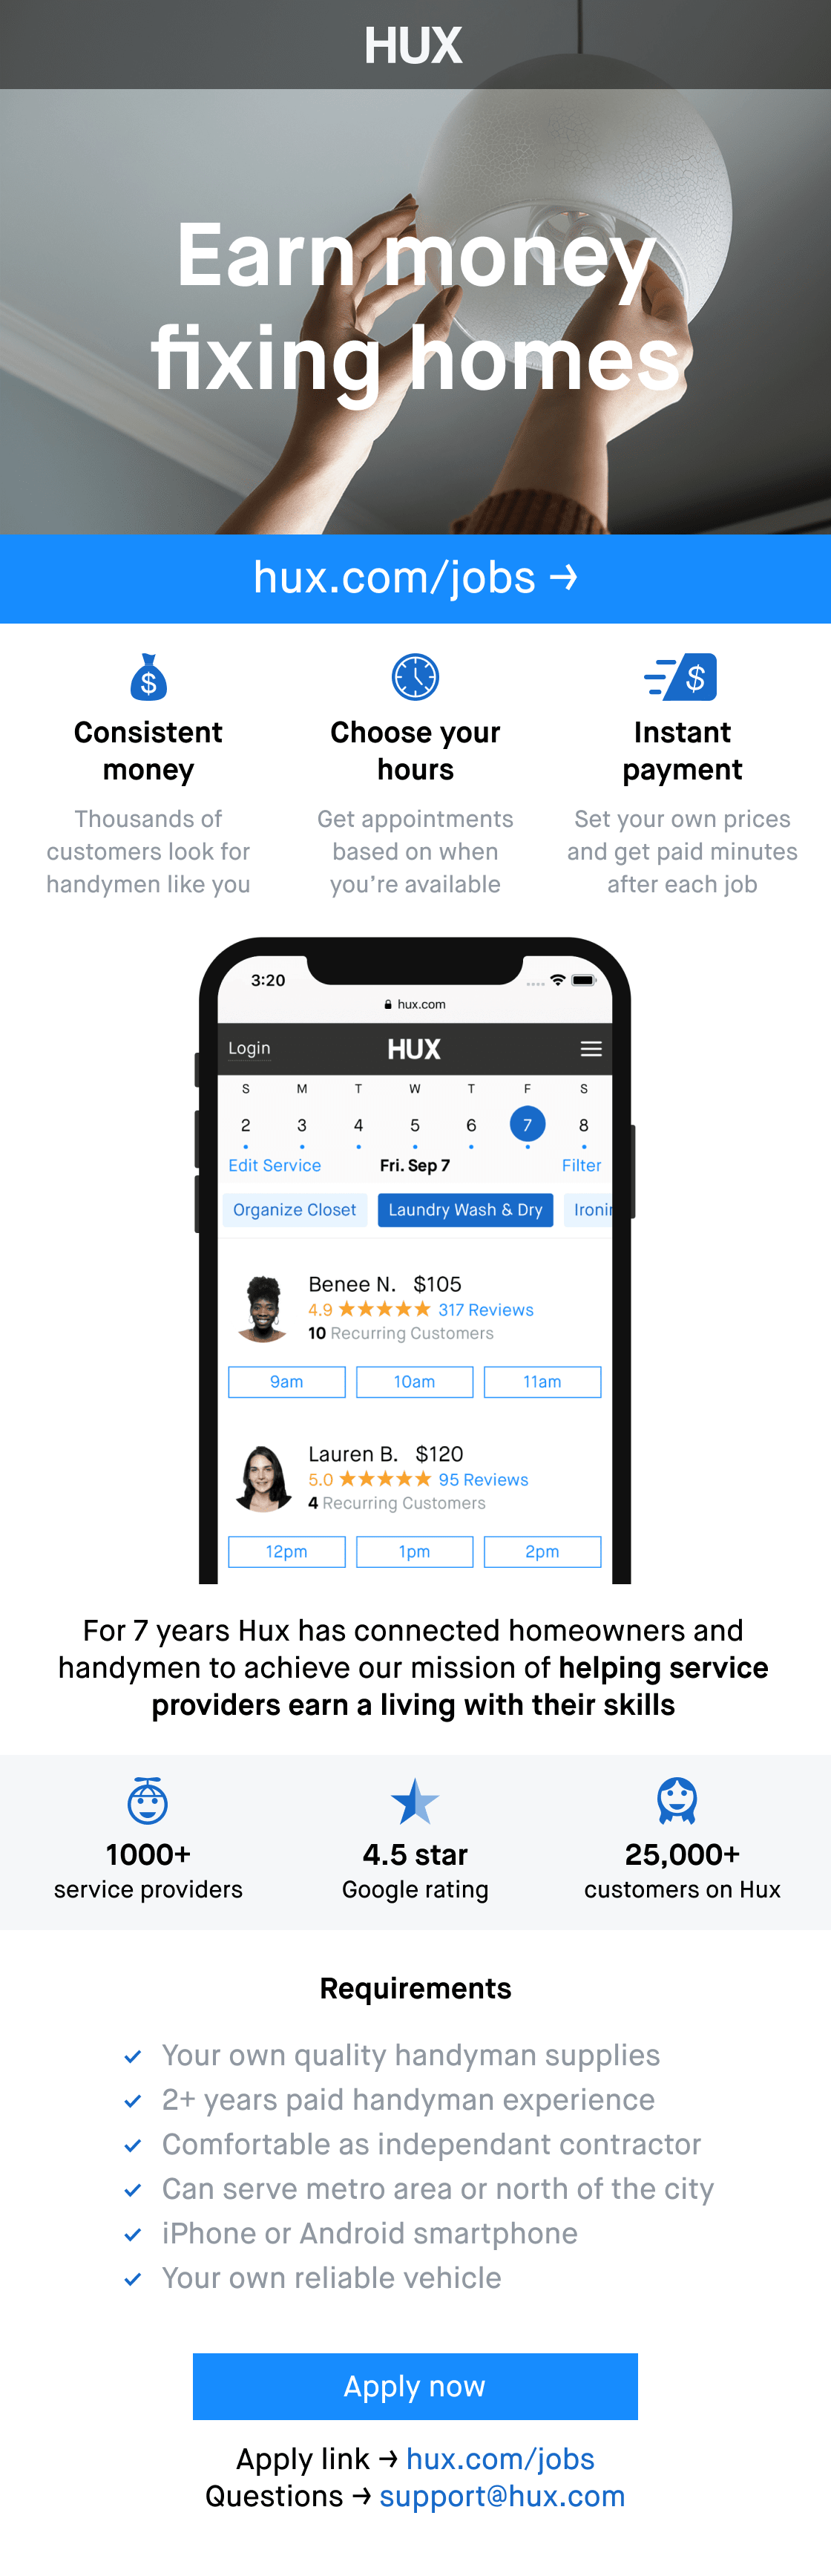 HUX
Earn money
fixing homes
hux.com/jobs →
$
Consistent
money
Thousands of
customers look for
handymen like you
Choose your
hours
Get appointments
based on when
you're available
$
Instant
payment
Set your own prices
and get paid minutes
after each job
3:20
hux.com
Login HUX
S M T W T F S
2 3 4 5 6 7 8
Edit Service Fri. Sep 7 Filter
Organize Closet Laundry Wash & Dry Ironin
Benee N. $105
4.9 ★★★★★ 317 Reviews
10 Recurring Customers
9am 10am 11am
Lauren B. $120
5.0 ★★★★★ 95 Reviews
4 Recurring Customers
12pm 1pm 2pm
For 7 years Hux has connected homeowners and
handymen to achieve our mission of helping service
providers earn a living with their skills
1000+
service providers
4.5 star
Google rating
25,000+
customers on Hux
Requirements
✓ Your own quality handyman supplies
✓ 2+ years paid handyman experience
✓ Comfortable as independant contractor
✓ Can serve metro area or north of the city
✓ iPhone or Android smartphone
✓ Your own reliable vehicle
Apply now
Apply link → hux.com/jobs
Questions → support@hux.com